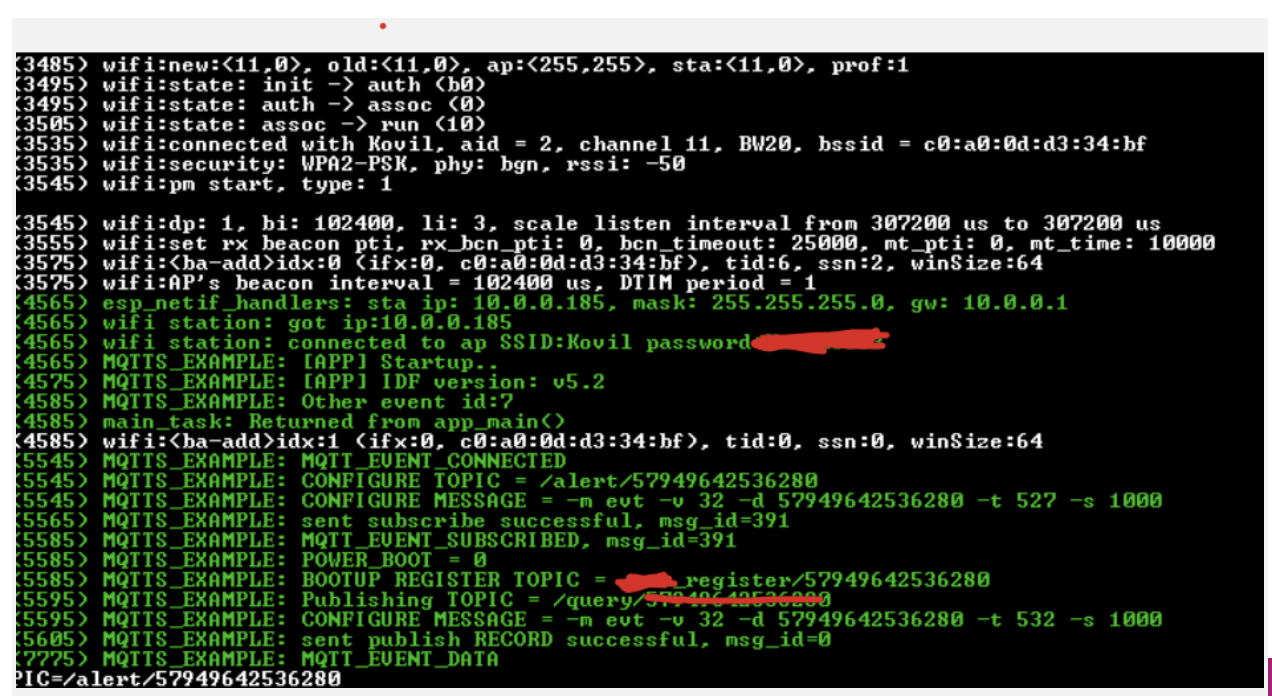 (3485) wifi:new:<11,0>, old:<11,0>, ap:<255,255>, sta:<11,0>, prof:1
(3495) wifi:state: init -> auth (b0)
(3495) wifi:state: auth -> assoc (0)
(3505) wifi:state: assoc -> run (10)
(3535) wifi:connected with Kovil, aid = 2, channel 11, BW20, bssid = c0:a0:0d:d3:34:bf
(3535) wifi:security: WPA2-PSK, phy: bgn, rssi: -50
(3545) wifi:pm start, type: 1
(3545) wifi:dp: 1, bi: 102400, li: 3, scale listen interval from 307200 us to 307200 us
(3555) wifi:set rx beacon pti, rx_bcn_pti: 0, bcn_timeout: 25000, mt_pti: 0, mt_time: 10000
(3575) wifi:<ba-add>idx:0 (ifx:0, c0:a0:0d:d3:34:bf), tid:6, ssn:2, winSize:64
(3575) wifi:AP's beacon interval = 102400 us, DTIM period = 1
(4565) esp_netif_handlers: sta ip: 10.0.0.185, mask: 255.255.255.0, gw: 10.0.0.1
(4565) wifi station: got ip:10.0.0.185
(4565) wifi station: connected to ap SSID:Kovil password
(4565) MQTTS_EXAMPLE: [APP] Startup..
(4575) MQTTS_EXAMPLE: [APP] IDF version: v5.2
(4585) MQTTS_EXAMPLE: Other event id:7
(4585) main_task: Returned from app_main()
(4585) wifi:<ba-add>idx:1 (ifx:0, c0:a0:0d:d3:34:bf), tid:0, ssn:0, winSize:64
(5545) MQTTS_EXAMPLE: MQTT_EVENT_CONNECTED
(5545) MQTTS_EXAMPLE: CONFIGURE TOPIC = /alert/57949642536280
(5545) MQTTS_EXAMPLE: CONFIGURE MESSAGE = -m evt -v 32 -d 57949642536280 -t 527 -s 1000
(5565) MQTTS_EXAMPLE: sent subscribe successful, msg_id=391
(5585) MQTTS_EXAMPLE: MQTT_EVENT_SUBSCRIBED, msg_id=391
(5585) MQTTS_EXAMPLE: POWER_BOOT = 0
(5585) MQTTS_EXAMPLE: BOOTUP REGISTER TOPIC = _register/57949642536280
(5595) MQTTS_EXAMPLE: Publishing TOPIC = /query/57949642536280
(5595) MQTTS_EXAMPLE: CONFIGURE MESSAGE = -m evt -v 32 -d 57949642536280 -t 532 -s 1000
(5605) MQTTS_EXAMPLE: sent publish RECORD successful, msg_id=0
(7775) MQTTS_EXAMPLE: MQTT_EVENT_DATA
PIC=/alert/57949642536280